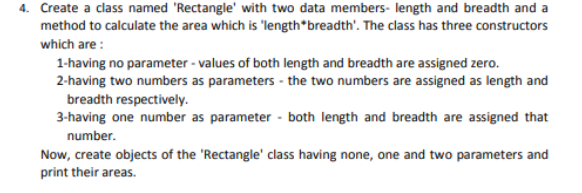 4. Create a class named 'Rectangle' with two data members- length and breadth and a
method to calculate the area which is 'length*breadth'. The class has three constructors
which are :
1-having no parameter - values of both length and breadth are assigned zero.
2-having two numbers as parameters - the two numbers are assigned as length and
breadth respectively.
3-having one number as parameter - both length and breadth are assigned that
number.
Now, create objects of the 'Rectangle' class having none, one and two parameters and
print their areas.